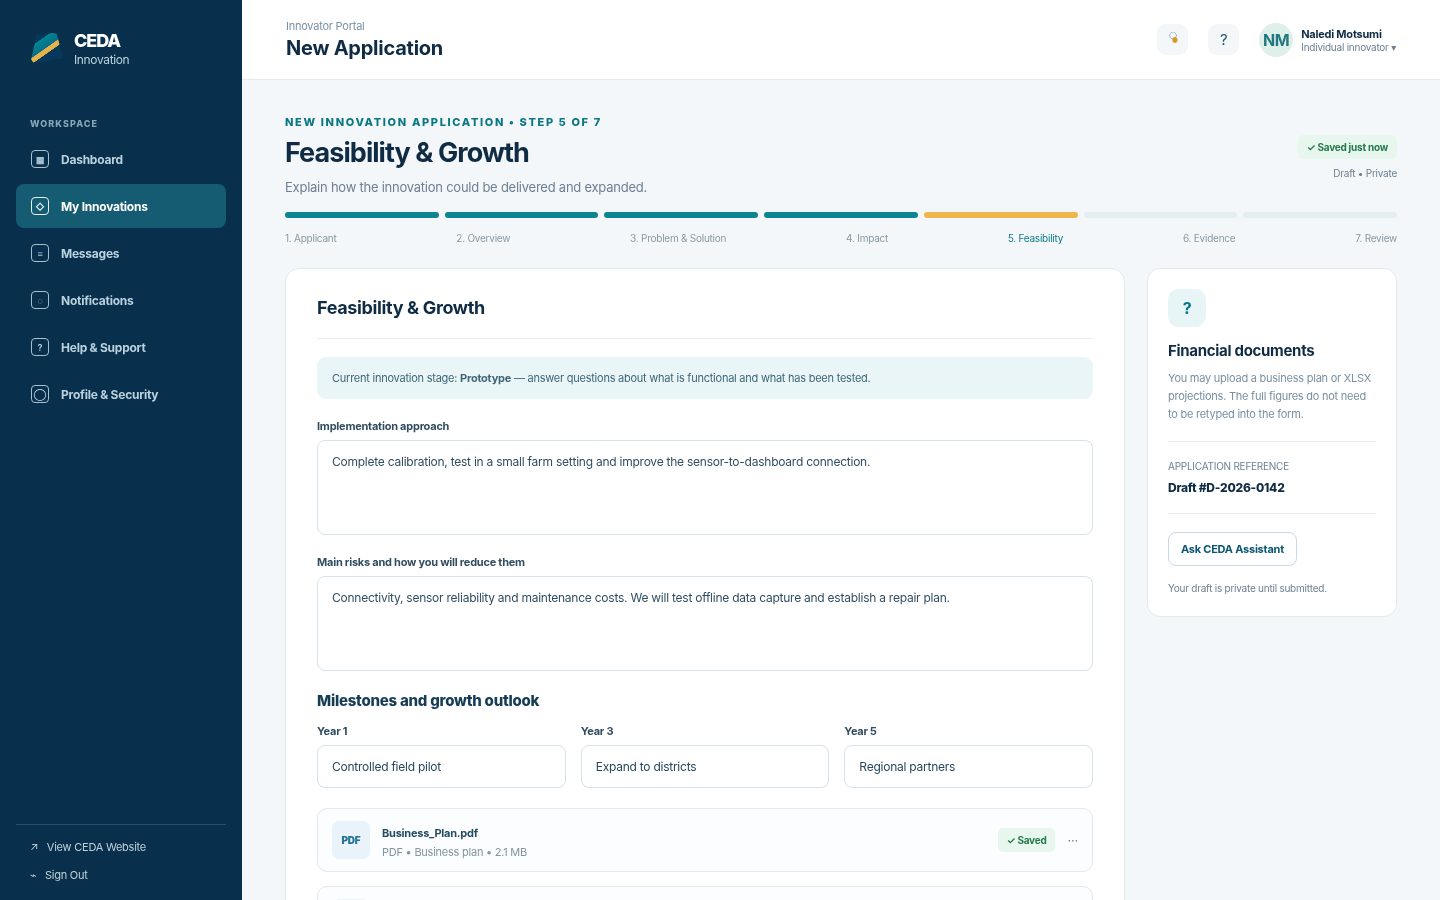 CEDA
Innovation
WORKSPACE
Dashboard
My Innovations
Messages
Notifications
? Help & Support
Profile & Security
↗ View CEDA Website
Sign Out
Innovator Portal
New Application
?
NM
Naledi Motsumi
Individual innovator ▾
NEW INNOVATION APPLICATION • STEP 5 OF 7
Feasibility & Growth
Explain how the innovation could be delivered and expanded.
✓ Saved just now
Draft • Private
1. Applicant
2. Overview
3. Problem & Solution
4. Impact
5. Feasibility
6. Evidence
7. Review
Feasibility & Growth
Current innovation stage: Prototype — answer questions about what is functional and what has been tested.
Implementation approach
Complete calibration, test in a small farm setting and improve the sensor-to-dashboard connection.
Main risks and how you will reduce them
Connectivity, sensor reliability and maintenance costs. We will test offline data capture and establish a repair plan.
Milestones and growth outlook
Year 1
Controlled field pilot
Year 3
Expand to districts
Year 5
Regional partners
PDF
Business_Plan.pdf
PDF • Business plan • 2.1 MB
✓ Saved
···
?
Financial documents
You may upload a business plan or XLSX
projections. The full figures do not need
to be retyped into the form.
APPLICATION REFERENCE
Draft #D-2026-0142
Ask CEDA Assistant
Your draft is private until submitted.